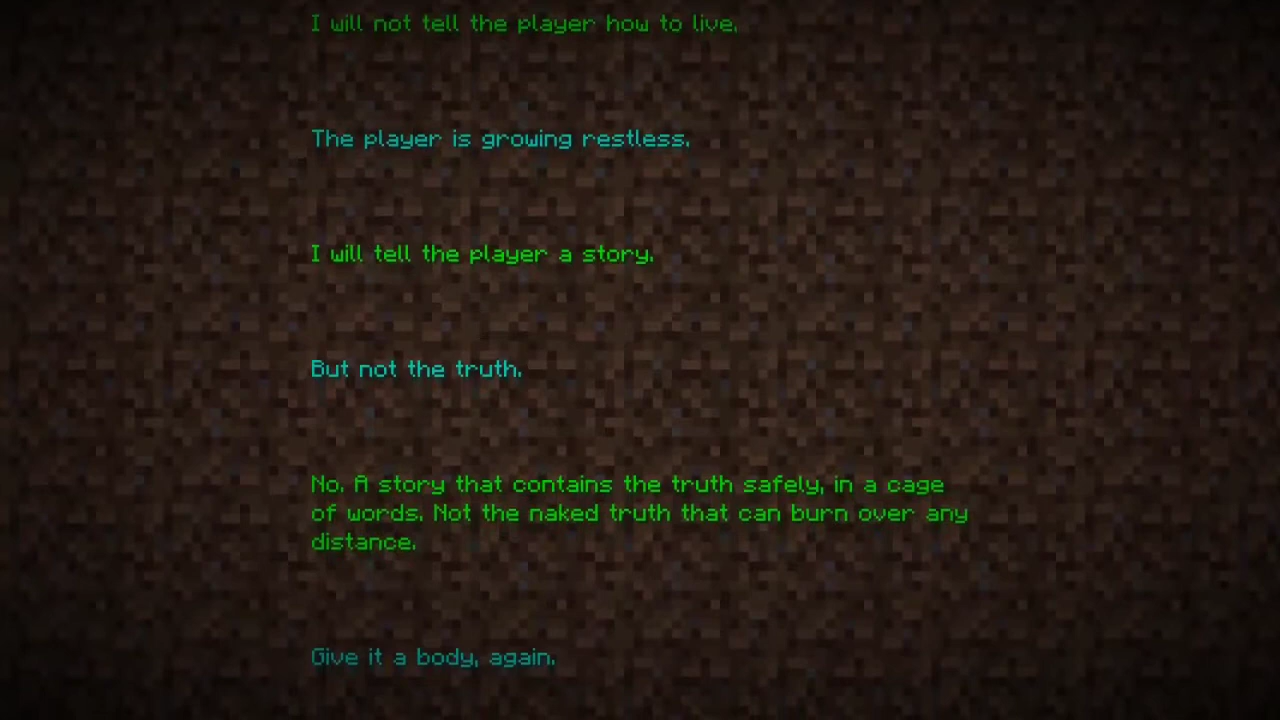 I will not tell the player how to live.
The player is growing restless.
I will tell the player a story.
But not the truth.
No. A story that contains the truth safely, in a cage
of words. Not the naked truth that can burn over any
distance.
Give it a body, again.